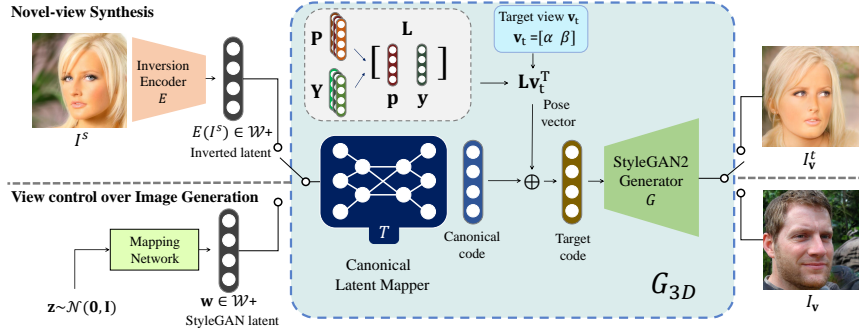 Novel-view Synthesis
I^s
Inversion
Encoder
E
E(I^s) ∈ 𝒲+
Inverted latent
P
Y
L
[ ]
p y
Target view v_t
v_t =[α β]
Lv_t^T
Pose
vector
T
Canonical
Latent Mapper
Canonical
code
⊕
Target
code
StyleGAN2
Generator
G
G_3D
I_v^t
View control over Image Generation
z~𝒩(0, I)
Mapping
Network
w ∈ 𝒲+
StyleGAN latent
I_v